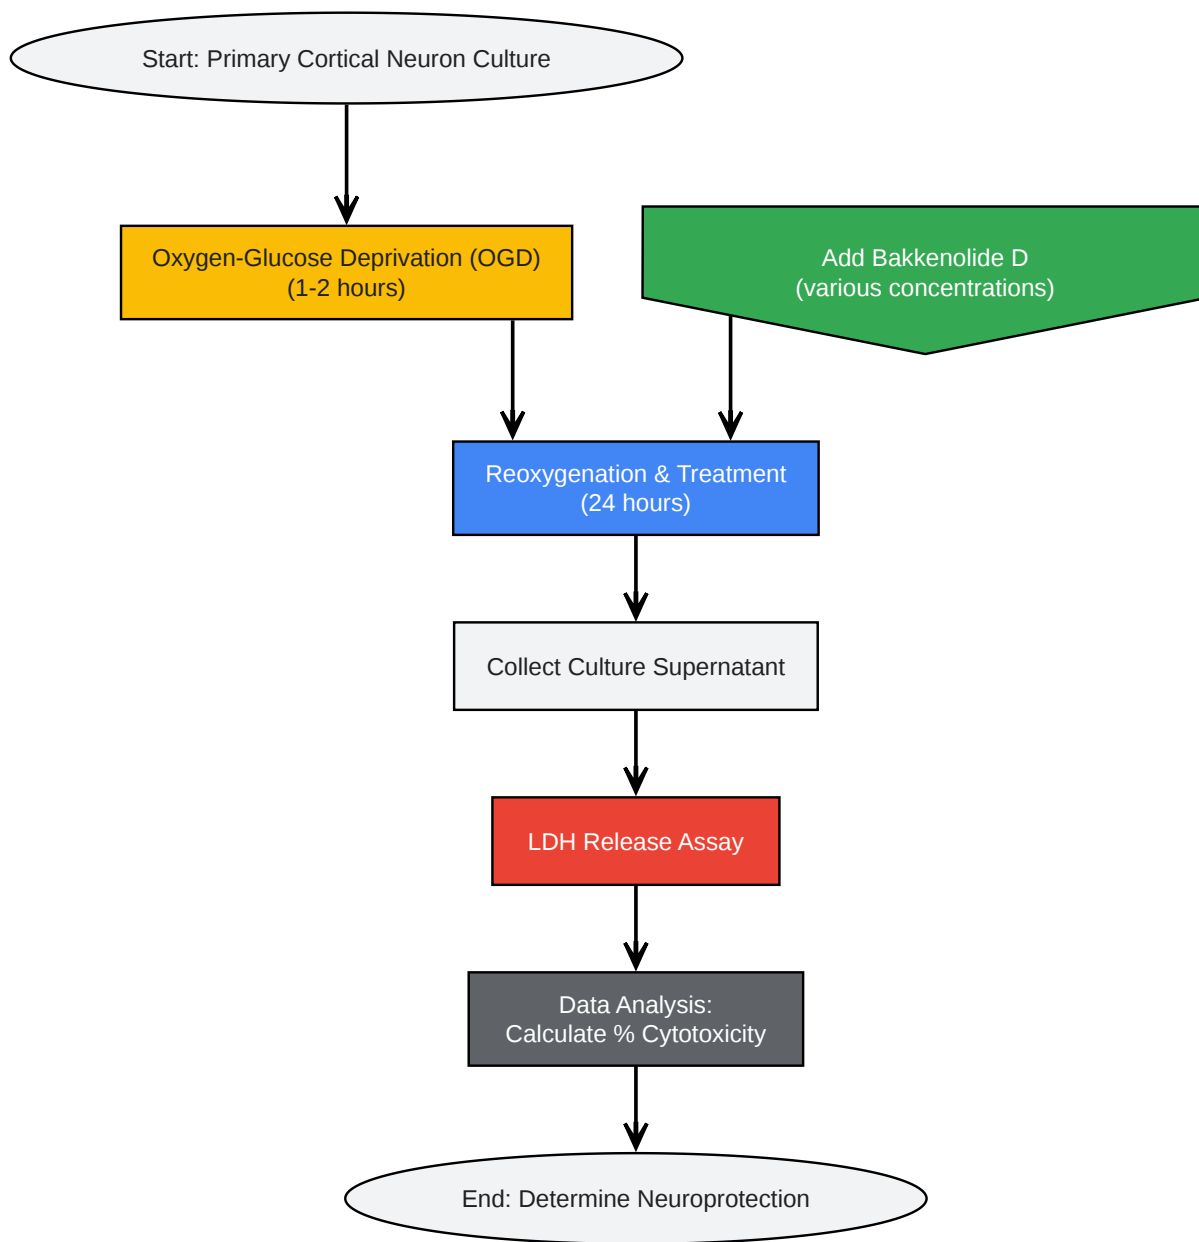 Start: Primary Cortical Neuron Culture
Oxygen-Glucose Deprivation (OGD)
(1-2 hours)
Add Bakkenolide D
(various concentrations)
Reoxygenation & Treatment
(24 hours)
Collect Culture Supernatant
LDH Release Assay
Data Analysis:
Calculate % Cytotoxicity
End: Determine Neuroprotection